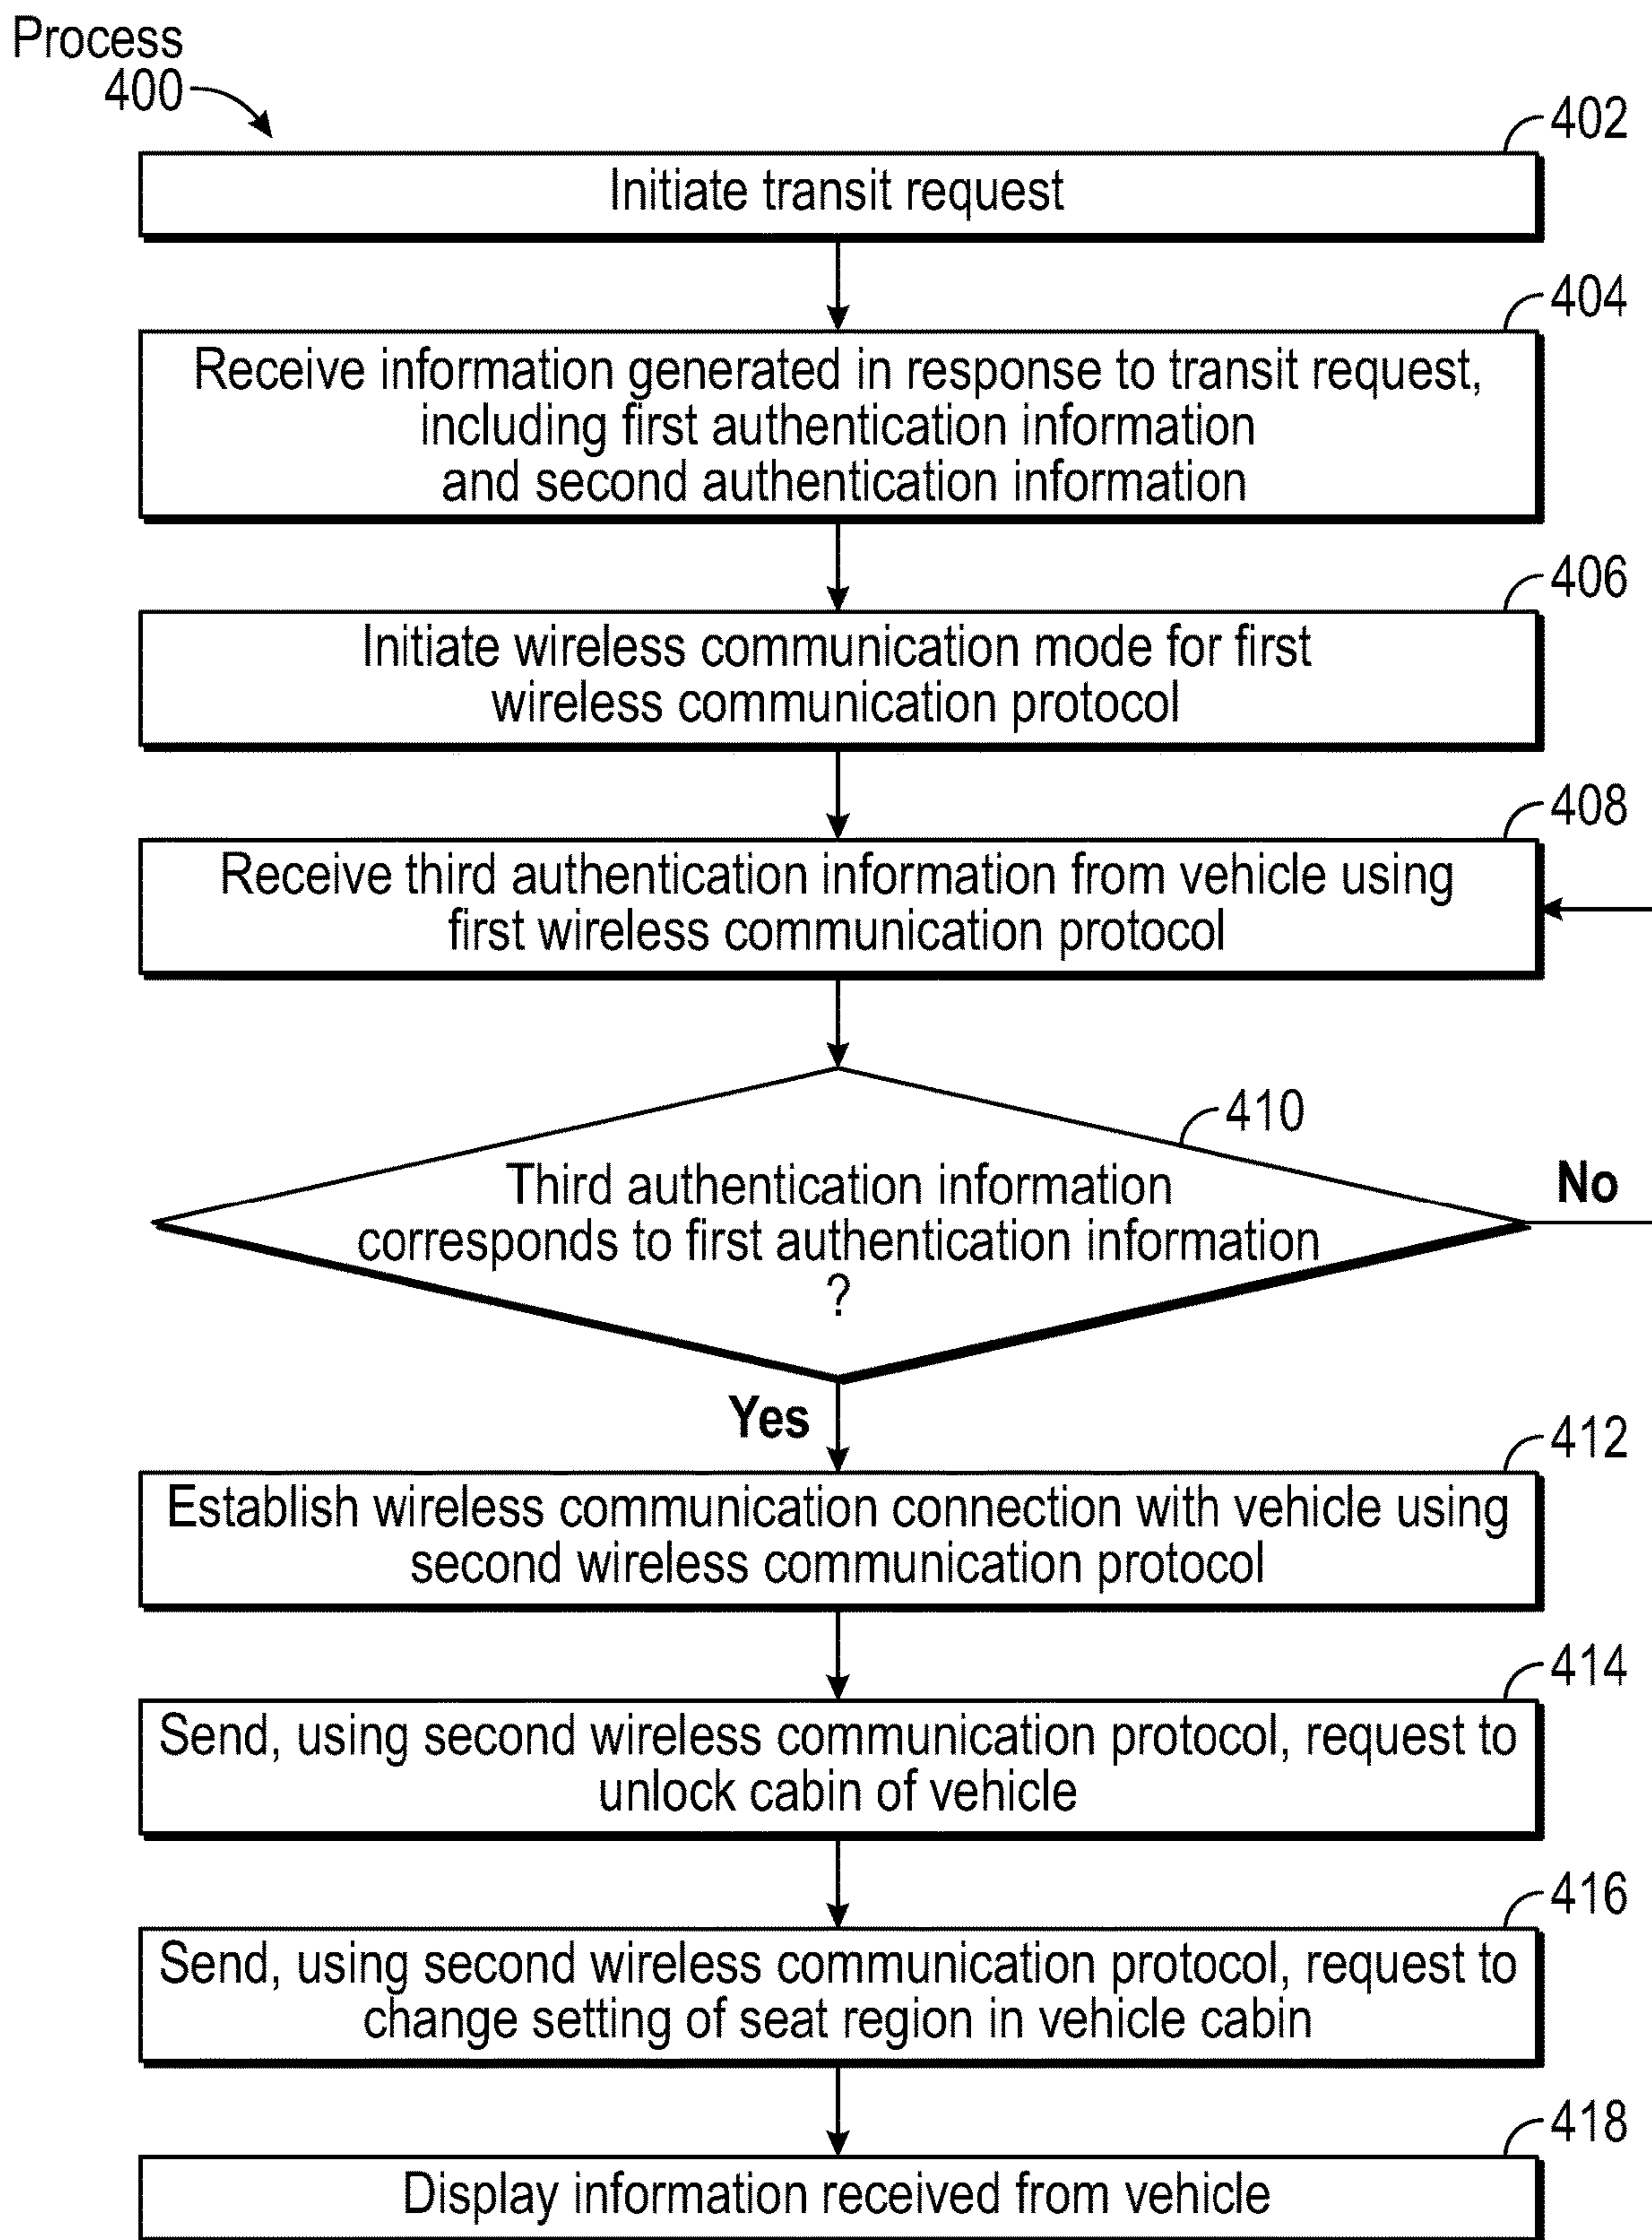 Process
400
402
Initiate transit request
404
Receive information generated in response to transit request,
including first authentication information
and second authentication information
406
Initiate wireless communication mode for first
wireless communication protocol
408
Receive third authentication information from vehicle using
first wireless communication protocol
410
Third authentication information
corresponds to first authentication information
?
No
Yes
412
Establish wireless communication connection with vehicle using
second wireless communication protocol
414
Send, using second wireless communication protocol, request to
unlock cabin of vehicle
416
Send, using second wireless communication protocol, request to
change setting of seat region in vehicle cabin
418
Display information received from vehicle